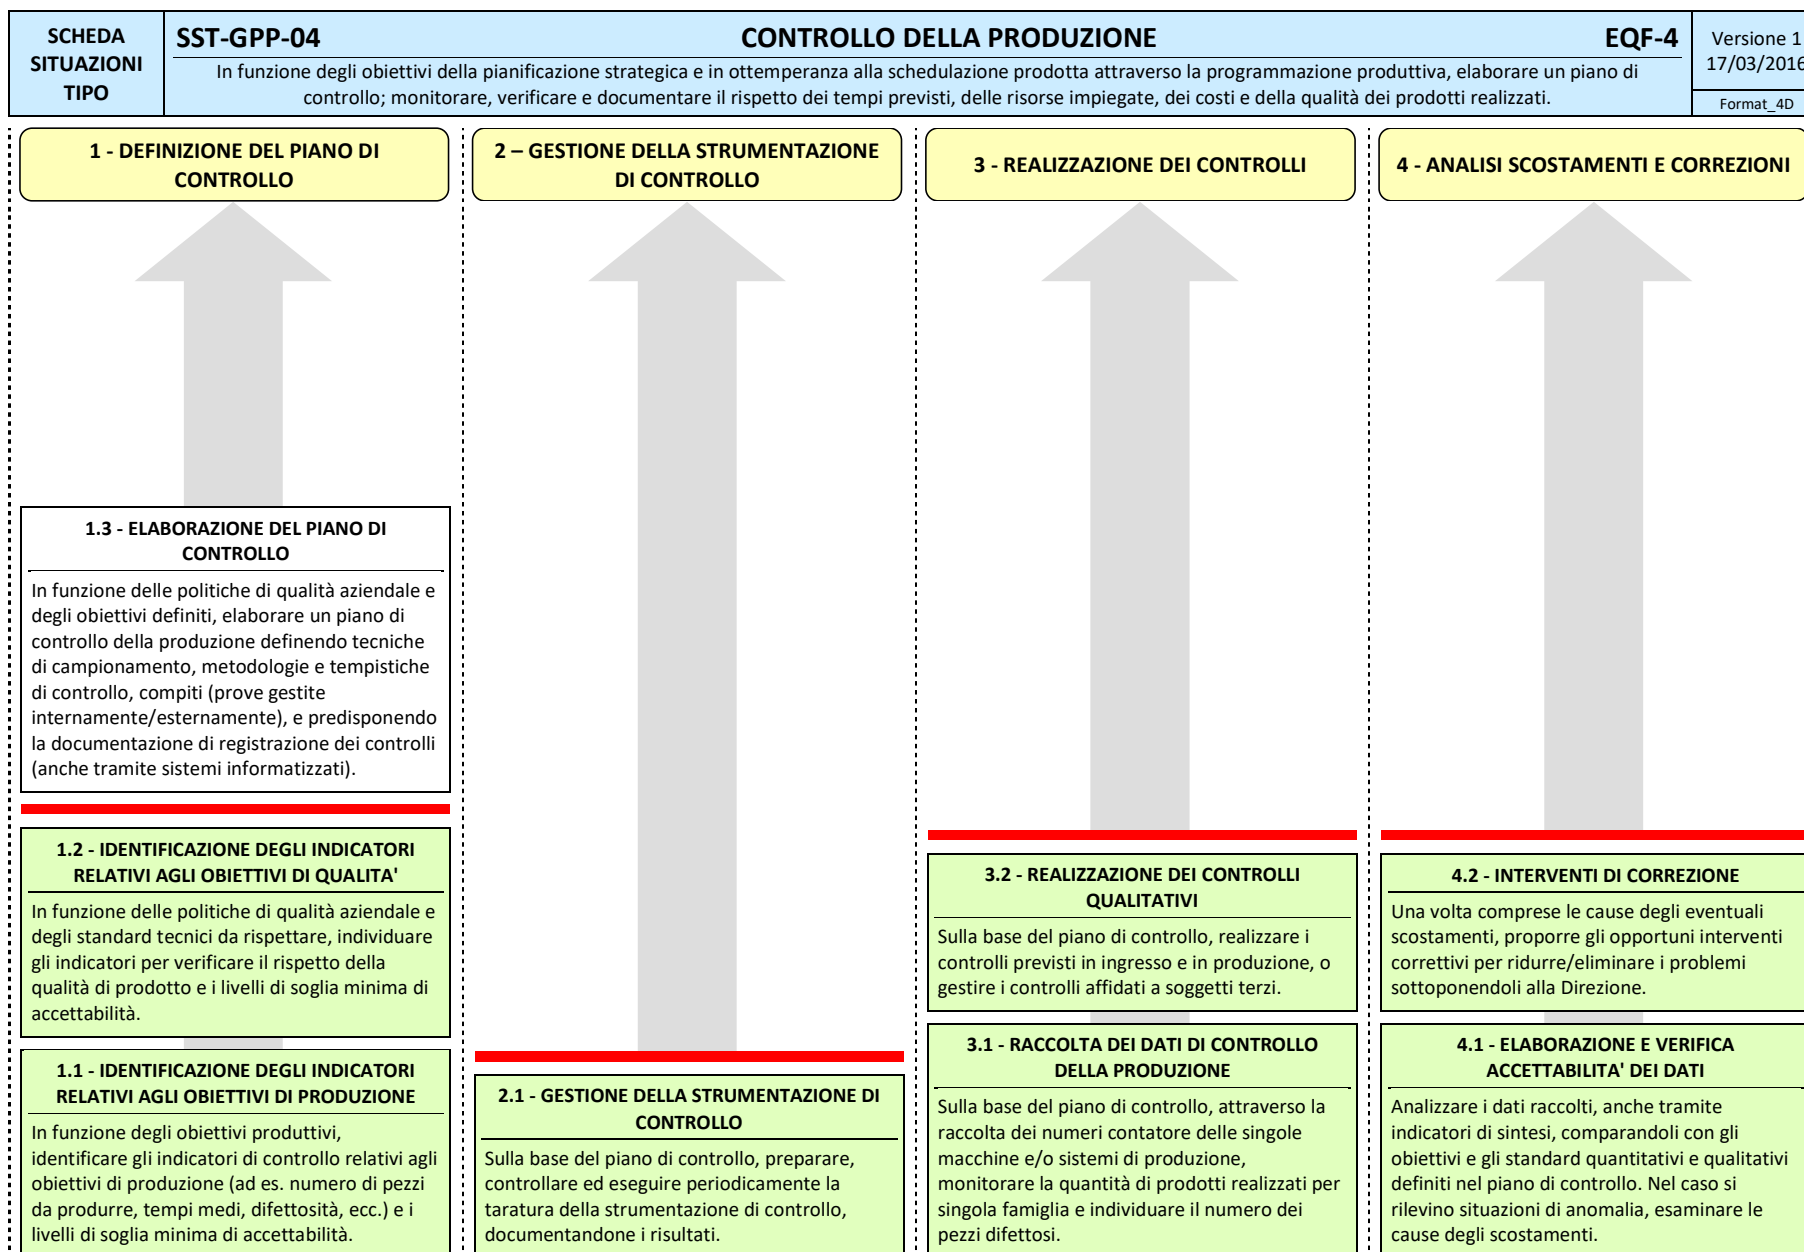 SCHEDA
SITUAZIONI
TIPO
SST-GPP-04
CONTROLLO DELLA PRODUZIONE
EQF-4
In funzione degli obiettivi della pianificazione strategica e in ottemperanza alla schedulazione prodotta attraverso la programmazione produttiva, elaborare un piano di
controllo; monitorare, verificare e documentare il rispetto dei tempi previsti, delle risorse impiegate, dei costi e della qualità dei prodotti realizzati.
Versione 1
17/03/2016
Format_4D
1 - DEFINIZIONE DEL PIANO DI
CONTROLLO
1.3 - ELABORAZIONE DEL PIANO DI
CONTROLLO
In funzione delle politiche di qualità aziendale e
degli obiettivi definiti, elaborare un piano di
controllo della produzione definendo tecniche
di campionamento, metodologie e tempistiche
di controllo, compiti (prove gestite
internamente/esternamente), e predisponendo
la documentazione di registrazione dei controlli
(anche tramite sistemi informatizzati).
1.2 - IDENTIFICAZIONE DEGLI INDICATORI
RELATIVI AGLI OBIETTIVI DI QUALITA'
In funzione delle politiche di qualità aziendale e
degli standard tecnici da rispettare, individuare
gli indicatori per verificare il rispetto della
qualità di prodotto e i livelli di soglia minima di
accettabilità.
1.1 - IDENTIFICAZIONE DEGLI INDICATORI
RELATIVI AGLI OBIETTIVI DI PRODUZIONE
In funzione degli obiettivi produttivi,
identificare gli indicatori di controllo relativi agli
obiettivi di produzione (ad es. numero di pezzi
da produrre, tempi medi, difettosità, ecc.) e i
livelli di soglia minima di accettabilità.
2 – GESTIONE DELLA STRUMENTAZIONE
DI CONTROLLO
2.1 - GESTIONE DELLA STRUMENTAZIONE DI
CONTROLLO
Sulla base del piano di controllo, preparare,
controllare ed eseguire periodicamente la
taratura della strumentazione di controllo,
documentandone i risultati.
3 - REALIZZAZIONE DEI CONTROLLI
3.2 - REALIZZAZIONE DEI CONTROLLI
QUALITATIVI
Sulla base del piano di controllo, realizzare i
controlli previsti in ingresso e in produzione, o
gestire i controlli affidati a soggetti terzi.
3.1 - RACCOLTA DEI DATI DI CONTROLLO
DELLA PRODUZIONE
Sulla base del piano di controllo, attraverso la
raccolta dei numeri contatore delle singole
macchine e/o sistemi di produzione,
monitorare la quantità di prodotti realizzati per
singola famiglia e individuare il numero dei
pezzi difettosi.
4 - ANALISI SCOSTAMENTI E CORREZIONI
4.2 - INTERVENTI DI CORREZIONE
Una volta comprese le cause degli eventuali
scostamenti, proporre gli opportuni interventi
correttivi per ridurre/eliminare i problemi
sottoponendoli alla Direzione.
4.1 - ELABORAZIONE E VERIFICA
ACCETTABILITA' DEI DATI
Analizzare i dati raccolti, anche tramite
indicatori di sintesi, comparandoli con gli
obiettivi e gli standard quantitativi e qualitativi
definiti nel piano di controllo. Nel caso si
rilevino situazioni di anomalia, esaminare le
cause degli scostamenti.